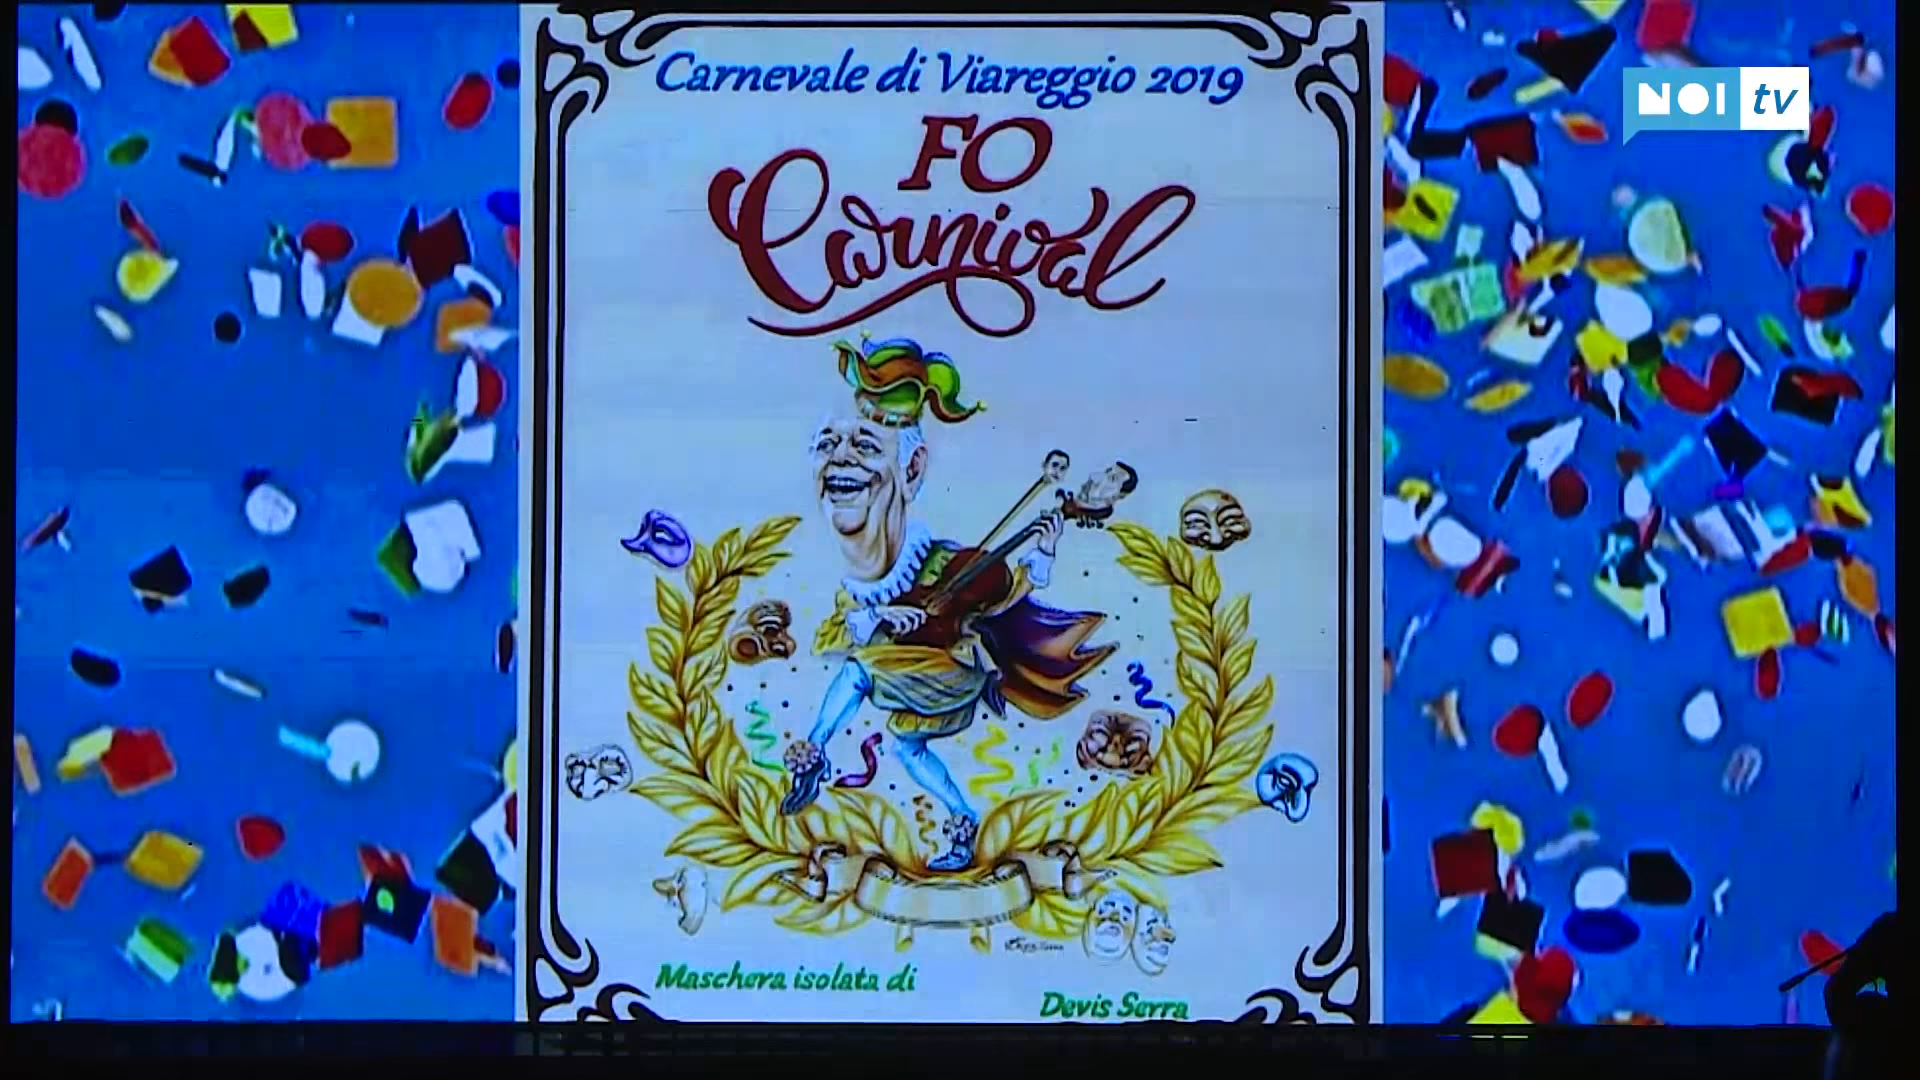 Carnevale di Viareggio 2019
NOI tv
FO
Carnival
Maschera isolata di
Devis Serra